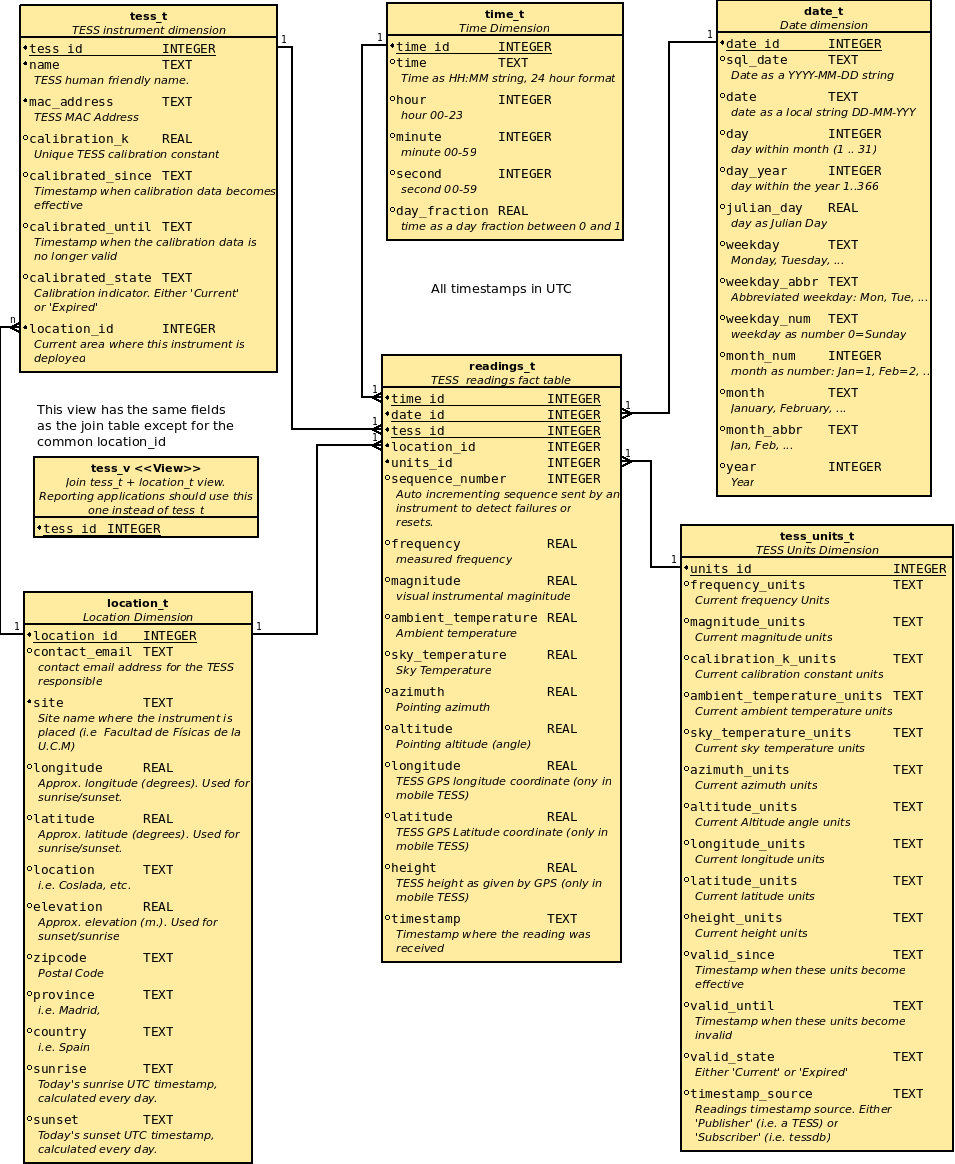 tess_t
TESS instrument dimension
tess_id INTEGER
name TEXT
TESS human friendly name.
mac_address TEXT
TESS MAC Address
calibration_k REAL
Unique TESS calibration constant
calibrated_since TEXT
Timestamp when calibration data becomes
effective
calibrated_until TEXT
Timestamp when the calibration data is
no longer valid
calibrated_state TEXT
Calibration indicator. Either 'Current'
or 'Expired'
location_id INTEGER
Current area where this instrument is
deployed
1
n
This view has the same fields
as the join table except for the
common location_id
tess_v <<View>>
Join tess_t + location_t view.
Reporting applications should use this
one instead of tess_t
tess_id INTEGER
location_t
Location Dimension
1
1
location_id INTEGER
contact_email TEXT
contact email address for the TESS
responsible
site TEXT
Site name where the instrument is
placed (i.e Facultad de Físicas de la
U.C.M)
longitude REAL
Approx. longitude (degrees). Used for
sunrise/sunset.
latitude REAL
Approx. latitude (degrees). Used for
sunrise/sunset.
location TEXT
i.e. Coslada, etc.
elevation REAL
Approx. elevation (m.). Used for
sunset/sunrise
zipcode TEXT
Postal Code
province TEXT
i.e. Madrid,
country TEXT
i.e. Spain
sunrise TEXT
Today's sunrise UTC timestamp,
calculated every day.
sunset TEXT
Today's sunset UTC timestamp,
calculated every day.
time_t
Time Dimension
1
time_id INTEGER
time TEXT
Time as HH:MM string, 24 hour format
hour INTEGER
hour 00-23
minute INTEGER
minute 00-59
second INTEGER
second 00-59
day_fraction REAL
time as a day fraction between 0 and 1
All timestamps in UTC
readings_t
TESS readings fact table
1
time_id INTEGER
date_id INTEGER
1
1
tess_id INTEGER
1
location_id INTEGER
units_id INTEGER
1
sequence_number INTEGER
Auto incrementing sequence sent by an
instrument to detect failures or
resets.
frequency REAL
measured frequency
magnitude REAL
visual instrumental maginitude
ambient_temperature REAL
Ambient temperature
sky_temperature REAL
Sky Temperature
azimuth REAL
Pointing azimuth
altitude REAL
Pointing altitude (angle)
longitude REAL
TESS GPS longitude coordinate (ony in
mobile TESS)
latitude REAL
TESS GPS Latitude coordinate (only in
mobile TESS)
height REAL
TESS height as given by GPS (only in
mobile TESS)
timestamp TEXT
Timestamp where the reading was
received
date_t
Date dimension
1
date_id INTEGER
sql_date TEXT
Date as a YYYY-MM-DD string
date TEXT
date as a local string DD-MM-YYY
day INTEGER
day within month (1 .. 31)
day_year INTEGER
day within the year 1..366
julian_day REAL
day as Julian Day
weekday TEXT
Monday, Tuesday, ...
weekday_abbr TEXT
Abbreviated weekday: Mon, Tue, ...
weekday_num TEXT
weekday as number 0=Sunday
month_num INTEGER
month as number: Jan=1, Feb=2, ..
month TEXT
January, February, ...
month_abbr TEXT
Jan, Feb, ...
year INTEGER
Year
tess_units_t
TESS Units Dimension
1
units_id INTEGER
frequency_units TEXT
Current frequency Units
magnitude_units TEXT
Current magnitude units
calibration_k_units TEXT
Current calibration constant units
ambient_temperature_units TEXT
Current ambient temperature units
sky_temperature_units TEXT
Current sky temperature units
azimuth_units TEXT
Current azimuth units
altitude_units TEXT
Current Altitude angle units
longitude_units TEXT
Current longitude units
latitude_units TEXT
Current latitude units
height_units TEXT
Current height units
valid_since TEXT
Timestamp when these units become
effective
valid_until TEXT
Timestamp when these units become
invalid
valid_state TEXT
Either 'Current' or 'Expired'
timestamp_source TEXT
Readings timestamp source. Either
'Publisher' (i.e. a TESS) or
'Subscriber' (i.e. tessdb)